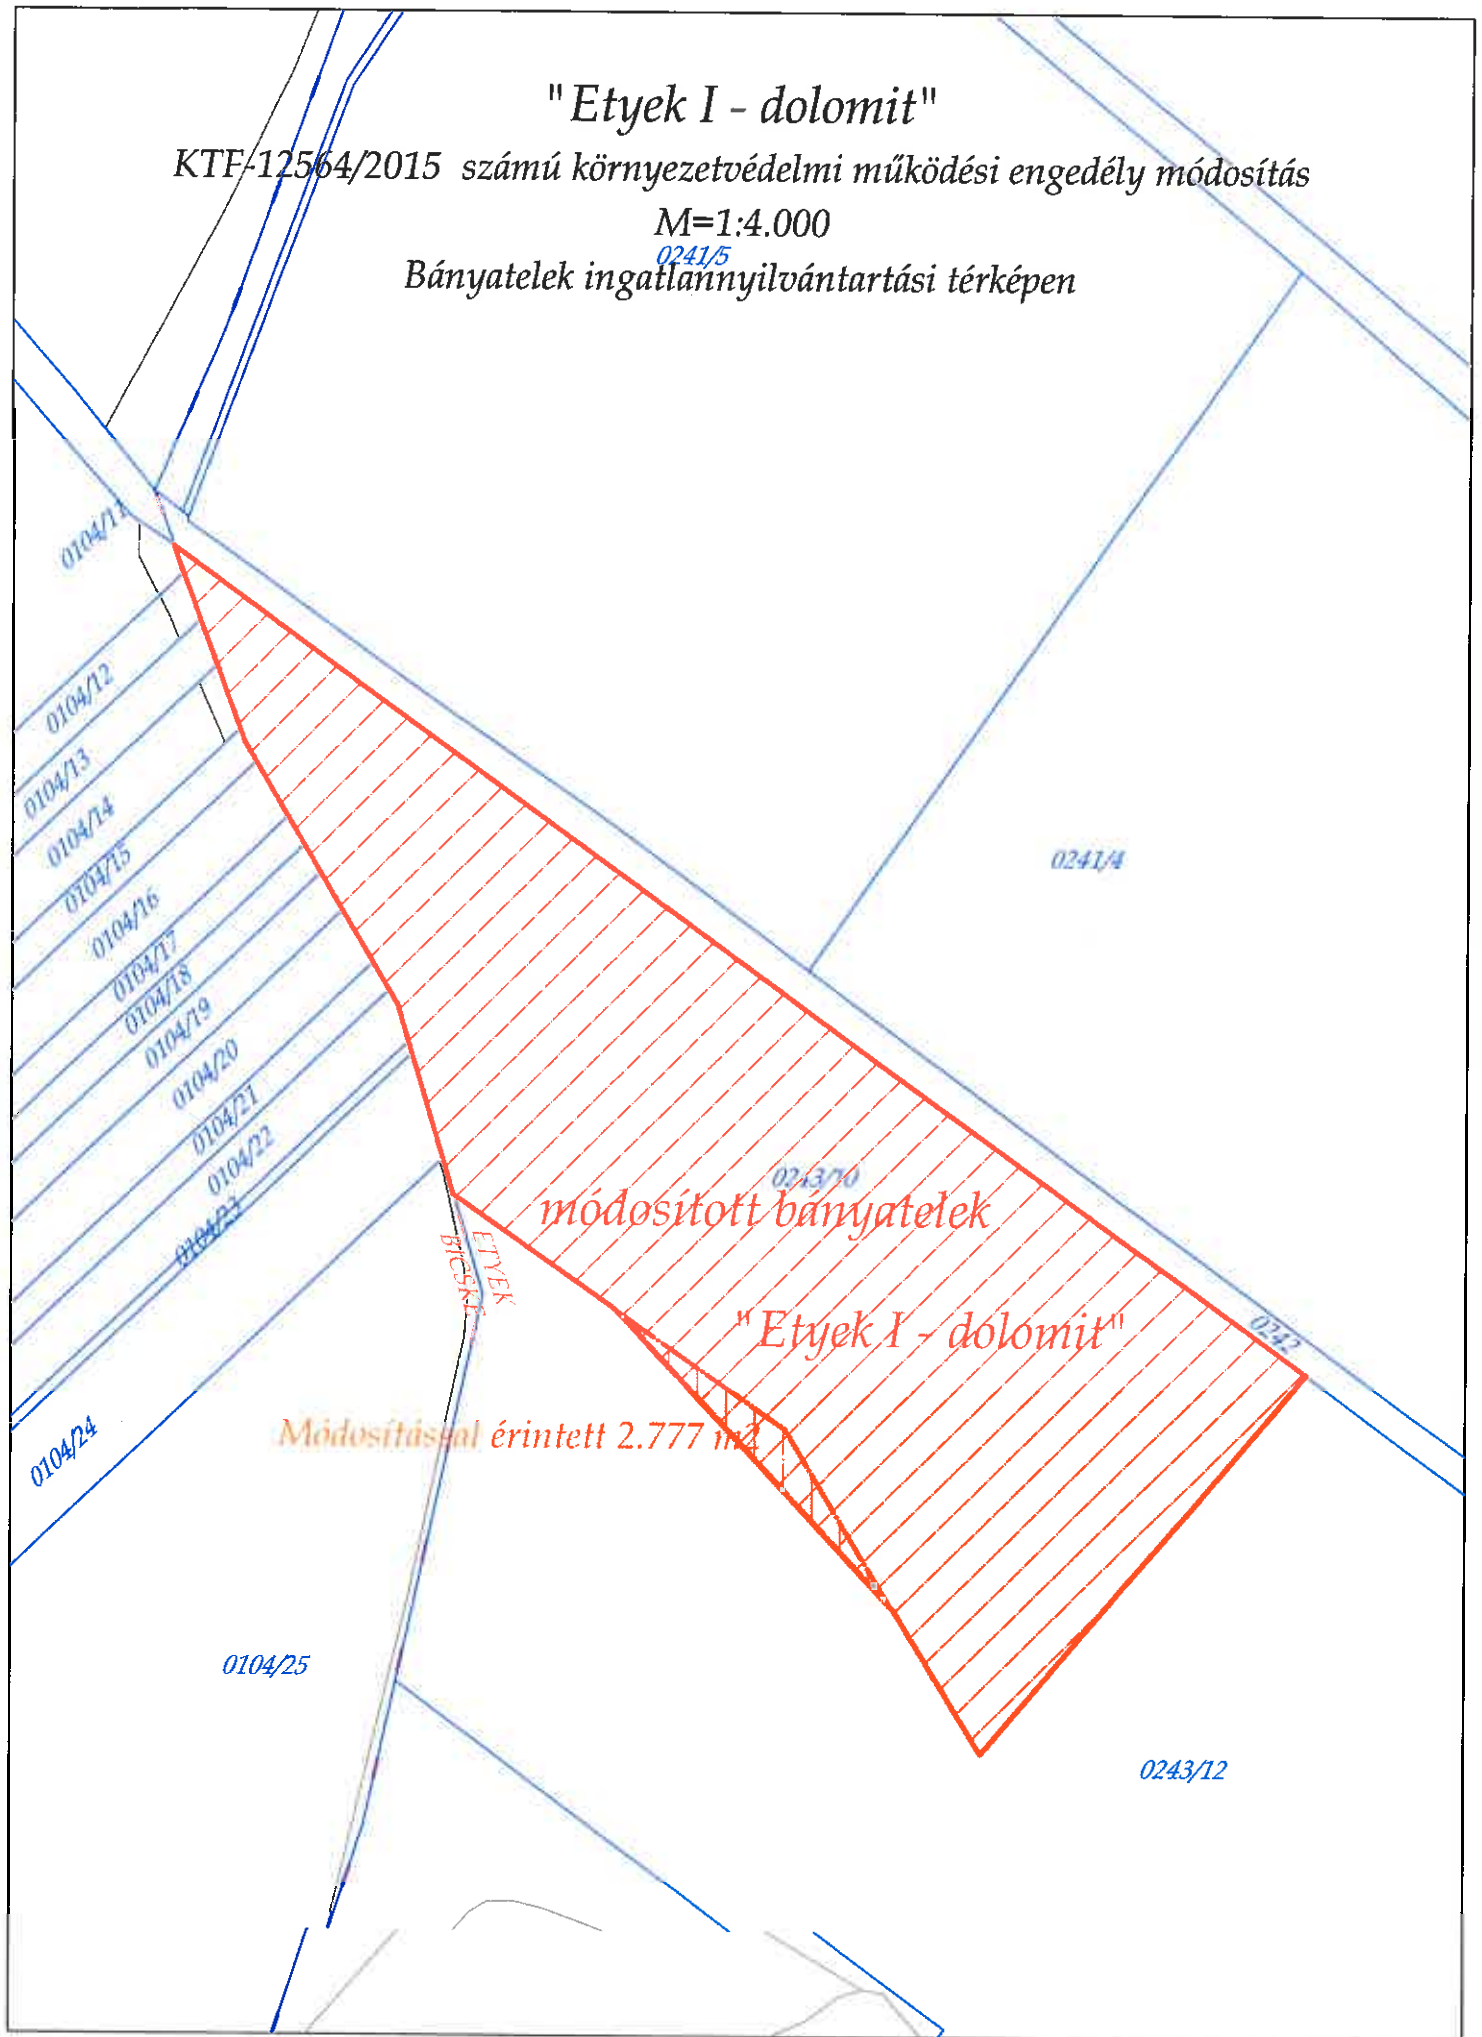 "Etyek I - dolomit"
KTF-12564/2015 számú környezetvédelmi működési engedély módosítás
M=1:4.000
0241/5
Bányatelek ingatlannyilvántartási térképen
0104/11
0104/12
0104/13
0104/14
0104/15
0104/16
0104/17
0104/18
0104/19
0104/20
0104/21
0104/22
0104/23
0104/24
0241/4
0243/10
módosított bányatelek
ETYEK
BICSKE
"Etyek I - dolomit"
0242
Módosítással érintett 2.777 m2
0104/25
0243/12